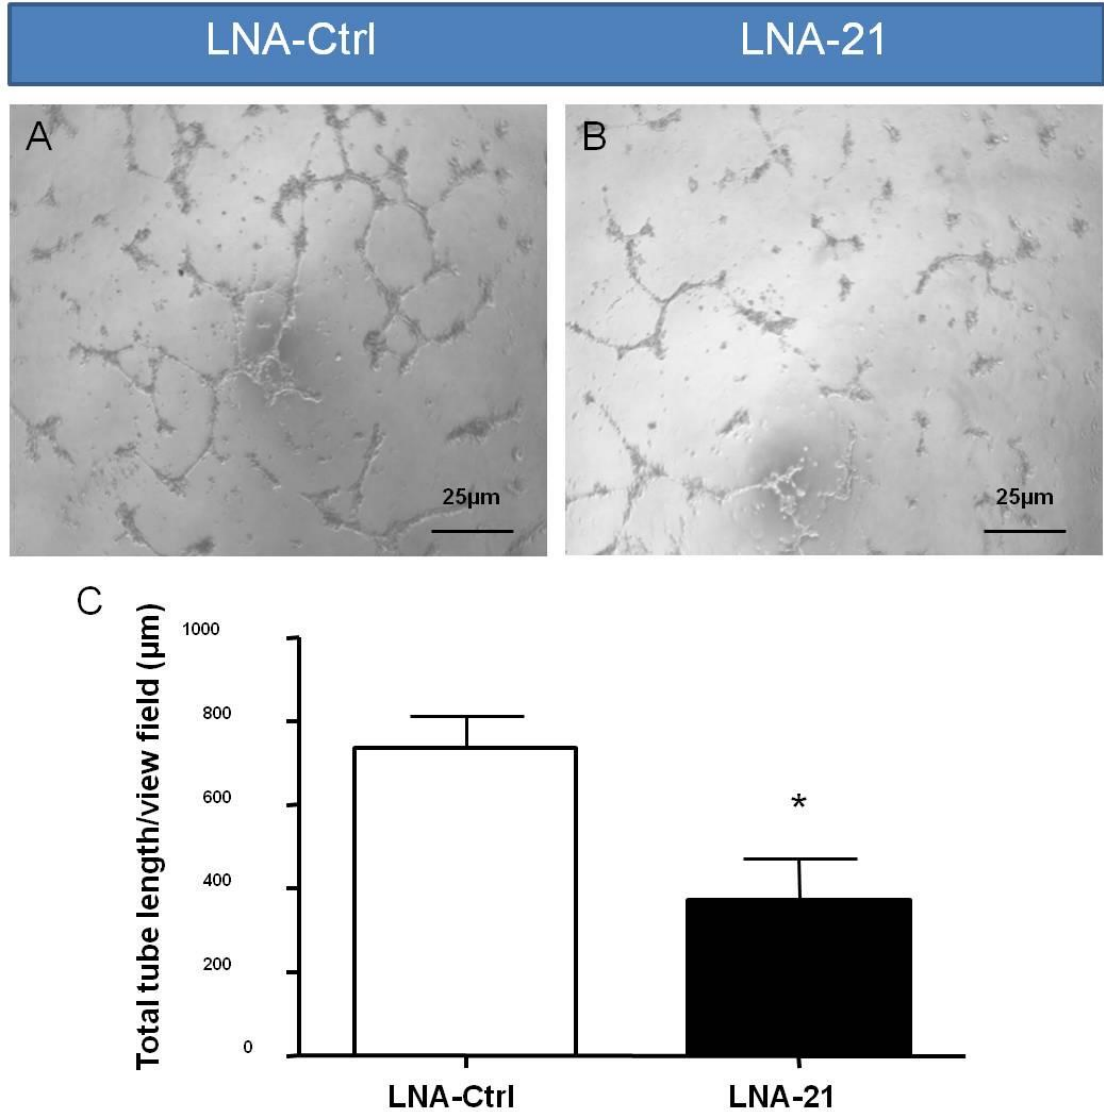 LNA-Ctrl LNA-21
A B
25µm 25µm
C
Total tube length/view field (µm)
1000
800
600
400
200
0
*
LNA-Ctrl LNA-21